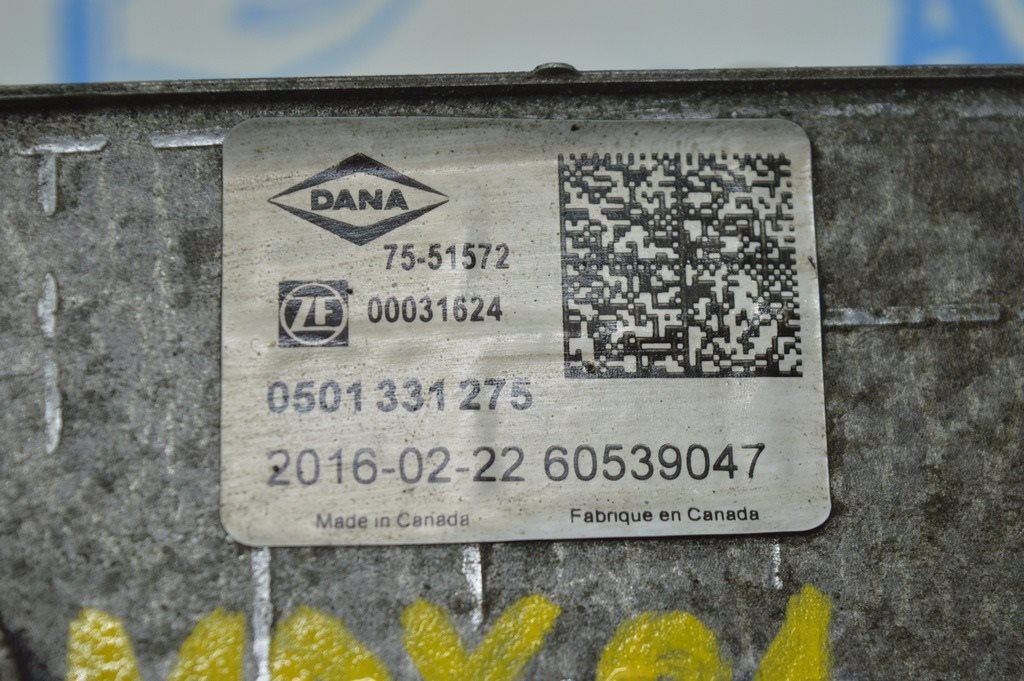 DANA
75-51572
ZF
00031624
0501 331 275
2016-02-22 60539047
Made in Canada Fabrique en Canada